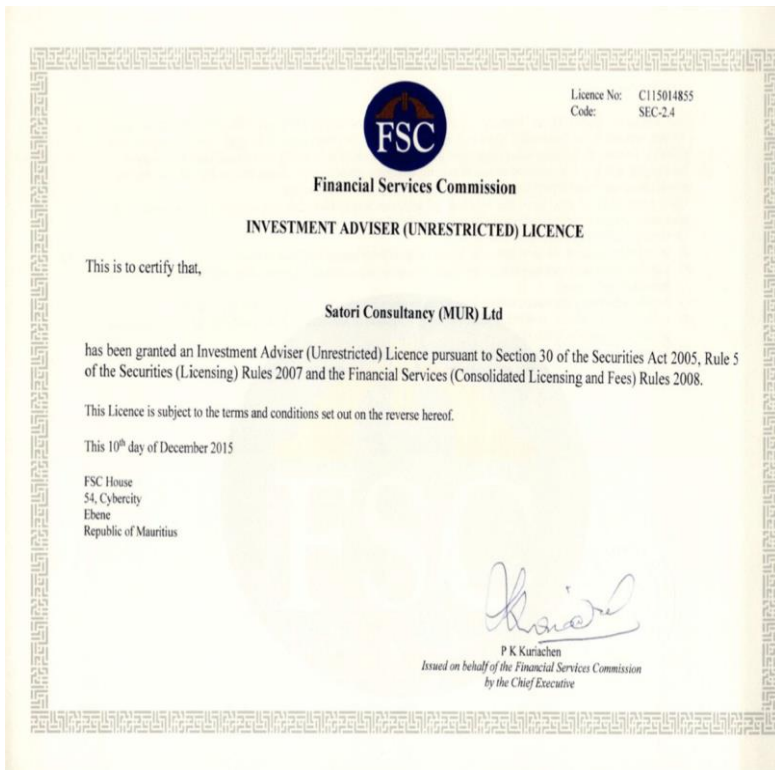 Licence No: C115014855
Code: SEC-2.4
FSC
Financial Services Commission
INVESTMENT ADVISER (UNRESTRICTED) LICENCE
This is to certify that,
Satori Consultancy (MUR) Ltd
has been granted an Investment Adviser (Unrestricted) Licence pursuant to Section 30 of the Securities Act 2005, Rule 5
of the Securities (Licensing) Rules 2007 and the Financial Services (Consolidated Licensing and Fees) Rules 2008.
This Licence is subject to the terms and conditions set out on the reverse hereof.
This 10th day of December 2015
FSC House
54, Cybercity
Ebene
Republic of Mauritius
FSC
P K Kuriachen
Issued on behalf of the Financial Services Commission
by the Chief Executive